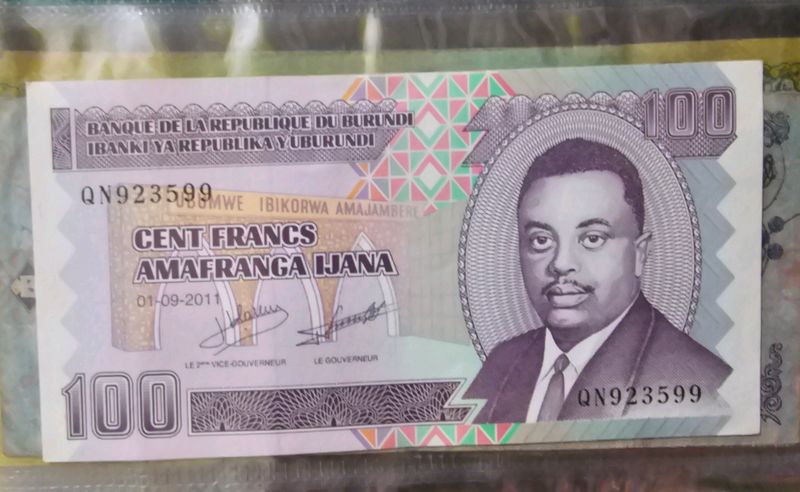 100
BANQUE DE LA REPUBLIQUE DU BURUNDI
IBANKI YA REPUBLIKA Y'UBURUNDI
QN923599
UBUMWE IBIKORWA AMAJAMBERE
CENT FRANCS
AMAFRANGA IJANA
01-09-2011
LE 2ème VICE-GOUVERNEUR
LE GOUVERNEUR
QN923599
100